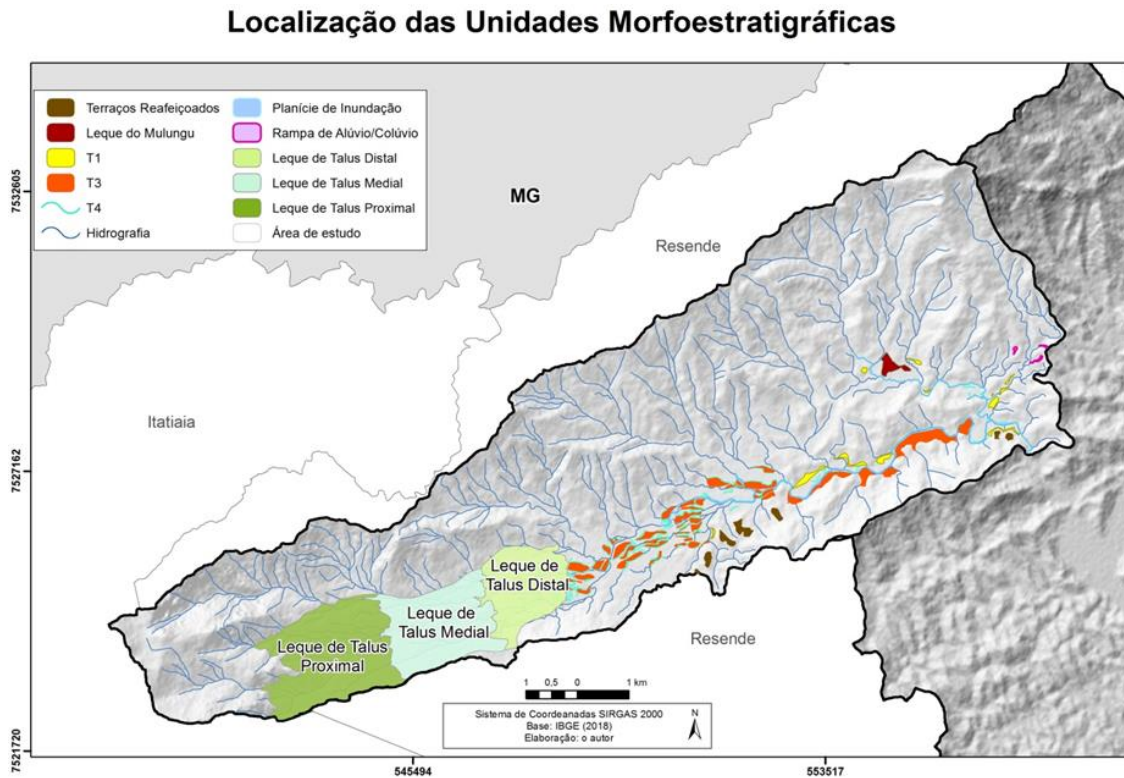 Localização das Unidades Morfoestratigráficas
Terraços Reafeiçoados
Leque do Mulungu
T1
T3
T4
Hidrografia
Planície de Inundação
Rampa de Alúvio/Colúvio
Leque de Talus Distal
Leque de Talus Medial
Leque de Talus Proximal
Área de estudo
7532605
7527162
7521720
MG
Resende
Itatiaia
Leque de
Talus Distal
Leque de
Talus Medial
Leque de Talus
Proximal
Resende
1 0,5 0 1 km
Sistema de Coordeanadas SIRGAS 2000
Base: IBGE (2018)
Elaboração: o autor
N
545494
553517